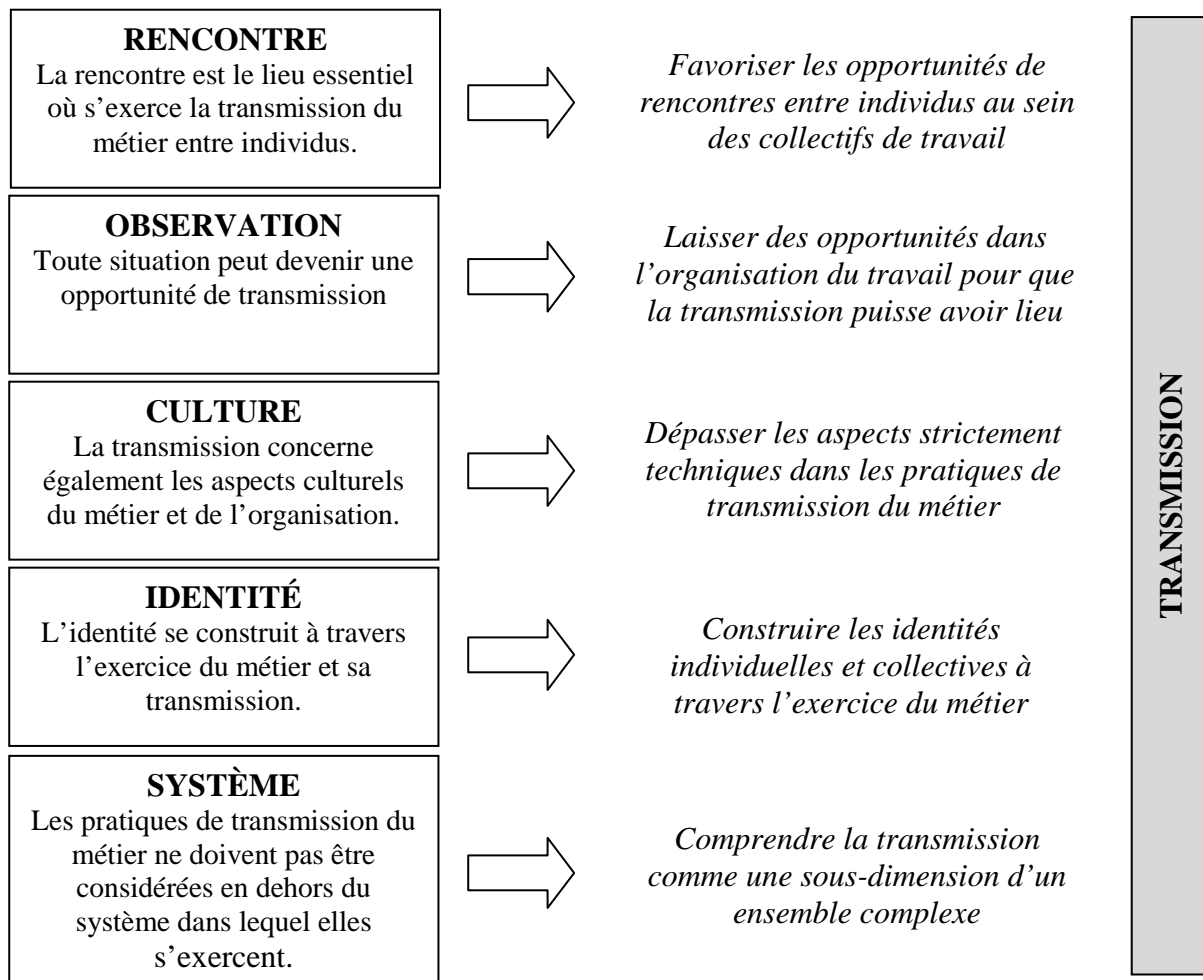 RENCONTRE
La rencontre est le lieu essentiel
où s’exerce la transmission du
métier entre individus.
Favoriser les opportunités de
rencontres entre individus au sein
des collectifs de travail
OBSERVATION
Toute situation peut devenir une
opportunité de transmission
Laisser des opportunités dans
l’organisation du travail pour que
la transmission puisse avoir lieu
CULTURE
La transmission concerne
également les aspects culturels
du métier et de l’organisation.
Dépasser les aspects strictement
techniques dans les pratiques de
transmission du métier
IDENTITÉ
L’identité se construit à travers
l’exercice du métier et sa
transmission.
Construire les identités
individuelles et collectives à
travers l’exercice du métier
SYSTÈME
Les pratiques de transmission du
métier ne doivent pas être
considérées en dehors du
système dans lequel elles
s’exercent.
Comprendre la transmission
comme une sous-dimension d’un
ensemble complexe
TRANSMISSION